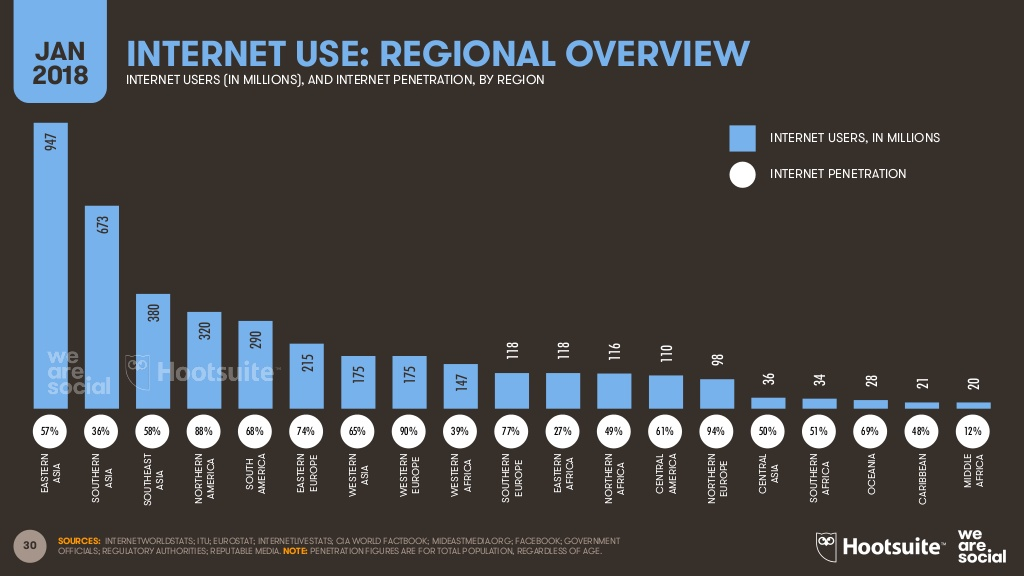 JAN
2018
INTERNET USE: REGIONAL OVERVIEW
INTERNET USERS (IN MILLIONS), AND INTERNET PENETRATION, BY REGION
INTERNET USERS, IN MILLIONS
INTERNET PENETRATION
947
673
380
320
290
215
175
175
147
118
118
116
110
98
36
34
28
21
20
we
are
social
Hootsuite™
57%
36%
58%
88%
68%
74%
65%
90%
39%
77%
27%
49%
61%
94%
50%
51%
69%
48%
12%
EASTERN
ASIA
SOUTHERN
ASIA
SOUTHEAST
ASIA
NORTHERN
AMERICA
SOUTH
AMERICA
EASTERN
EUROPE
WESTERN
ASIA
WESTERN
EUROPE
WESTERN
AFRICA
SOUTHERN
EUROPE
EASTERN
AFRICA
NORTHERN
AFRICA
CENTRAL
AMERICA
NORTHERN
EUROPE
CENTRAL
ASIA
SOUTHERN
AFRICA
OCEANIA
CARIBBEAN
MIDDLE
AFRICA
30
SOURCES: INTERNETWORLDSTATS; ITU; EUROSTAT; INTERNETLIVESTATS; CIA WORLD FACTBOOK; MIDEASTMEDIA.ORG; FACEBOOK; GOVERNMENT
OFFICIALS; REGULATORY AUTHORITIES; REPUTABLE MEDIA. NOTE: PENETRATION FIGURES ARE FOR TOTAL POPULATION, REGARDLESS OF AGE.
Hootsuite™
we
are
social